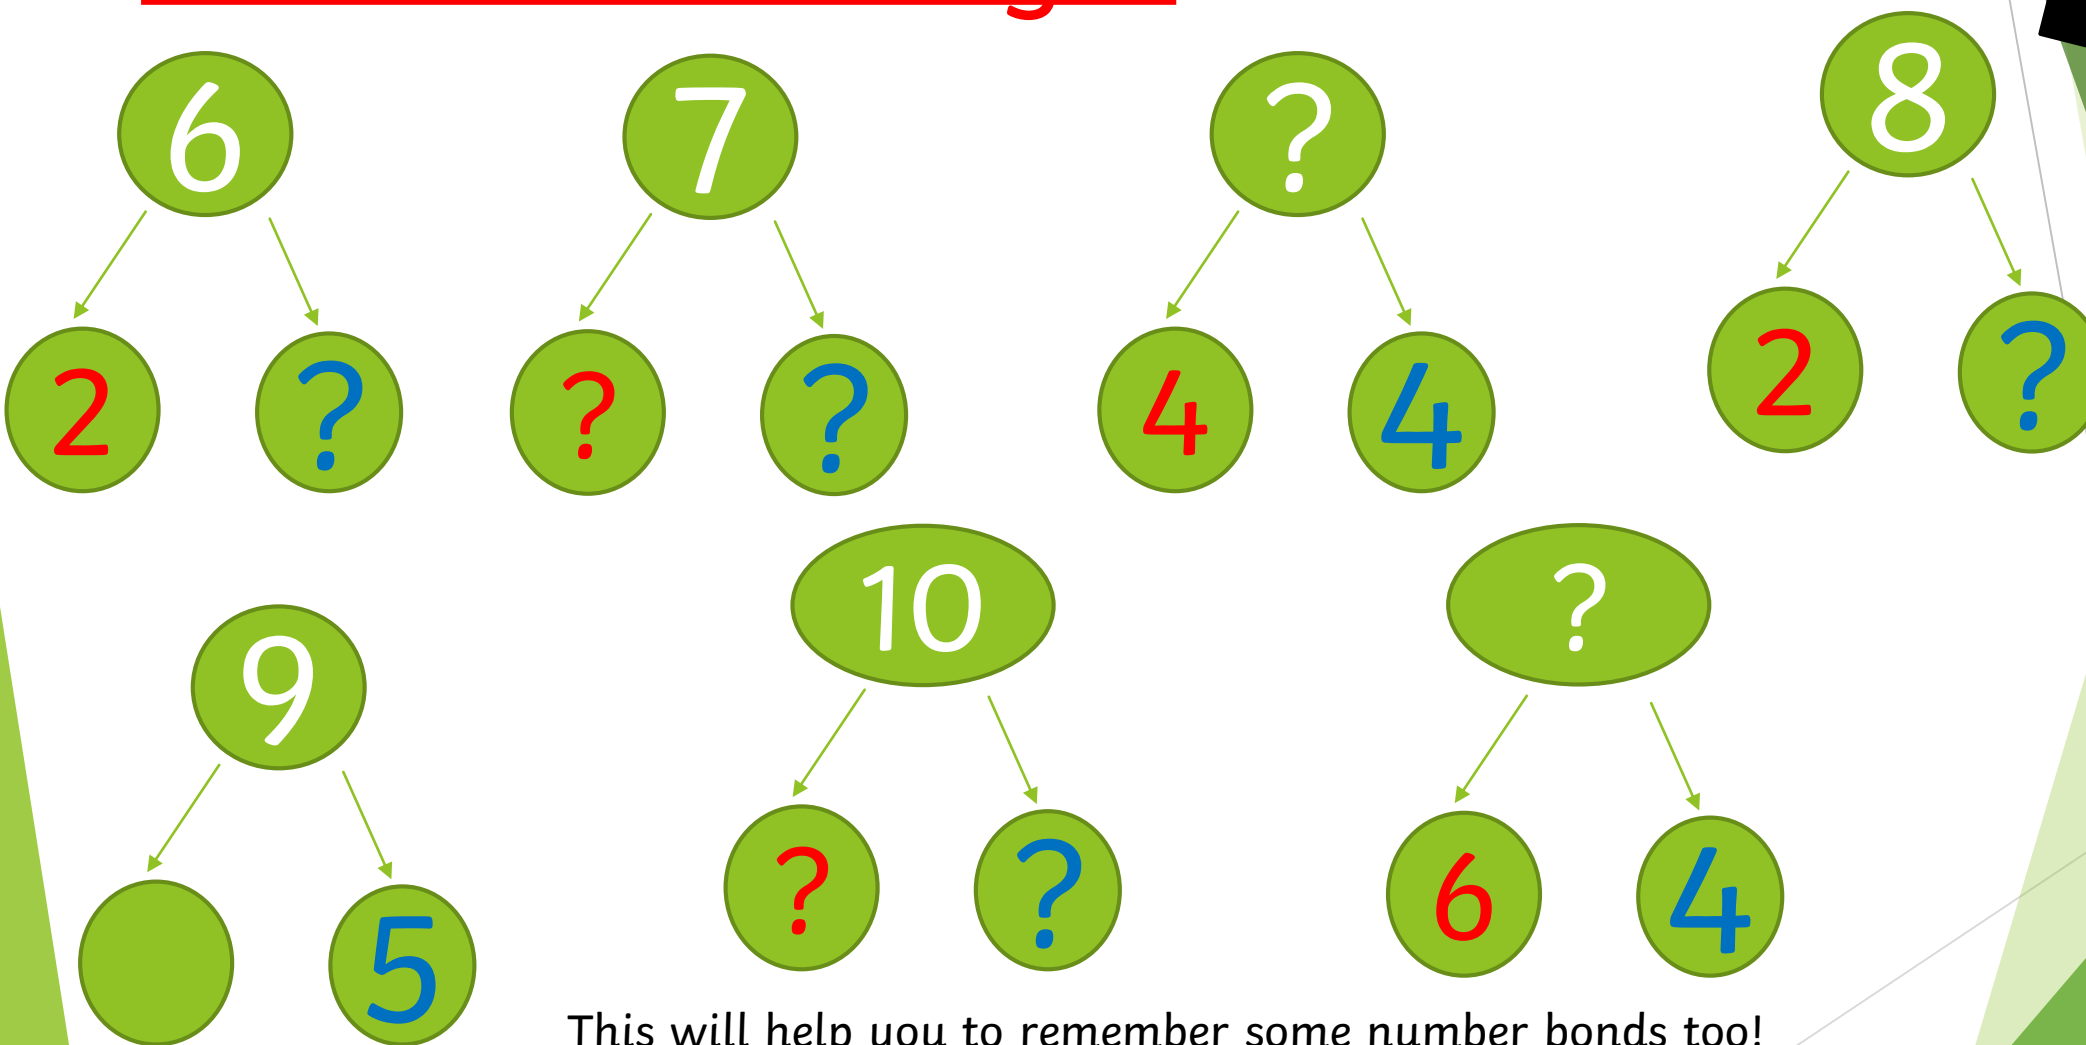 6 7 ? 8
2 ? ? ? 4 4 2 ?
9 10 ?
5 ? ? 6 4
This will help you to remember some number bonds too!